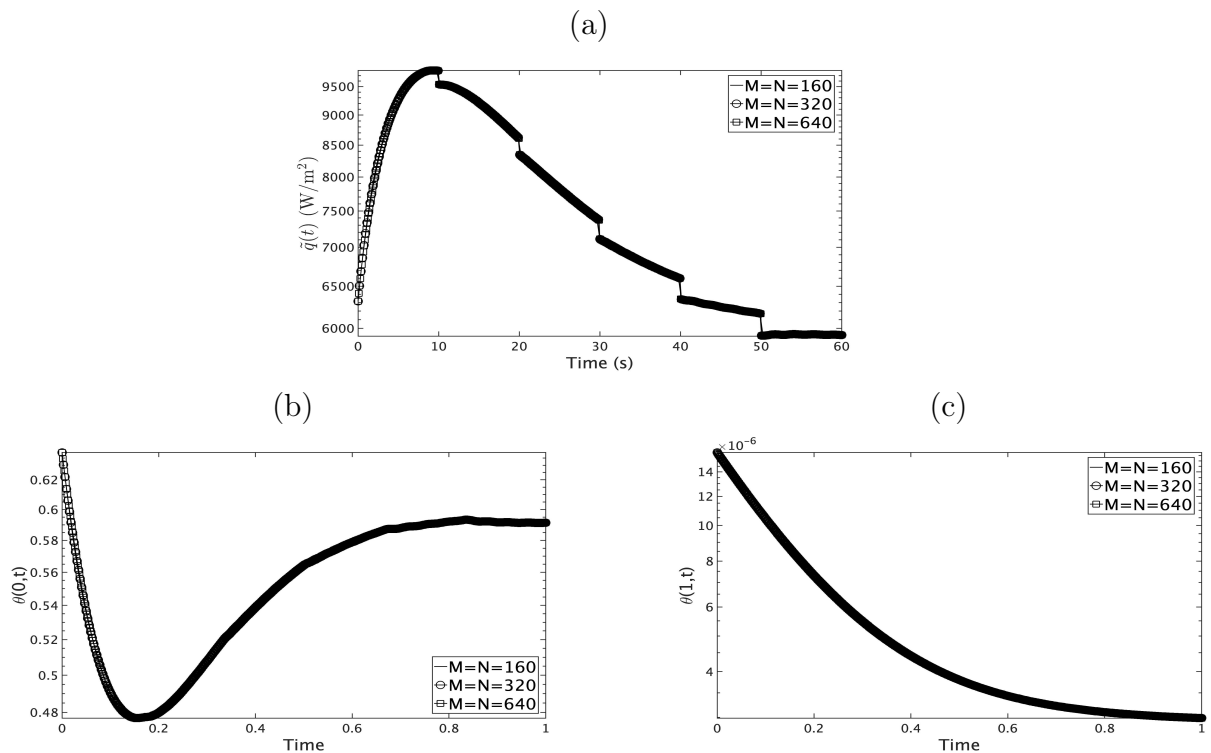 (a)
9500
9000
8500
8000
7500
7000
6500
6000
q̃(t) (W/m²)
0 10 20 30 40 50 60
Time (s)
M=N=160
M=N=320
M=N=640
(b)
0.62
0.6
0.58
0.56
0.54
0.52
0.5
0.48
θ(0,t)
0 0.2 0.4 0.6 0.8 1
Time
M=N=160
M=N=320
M=N=640
(c)
×10⁻⁶
14
12
10
8
6
4
θ(1,t)
0 0.2 0.4 0.6 0.8 1
Time
M=N=160
M=N=320
M=N=640